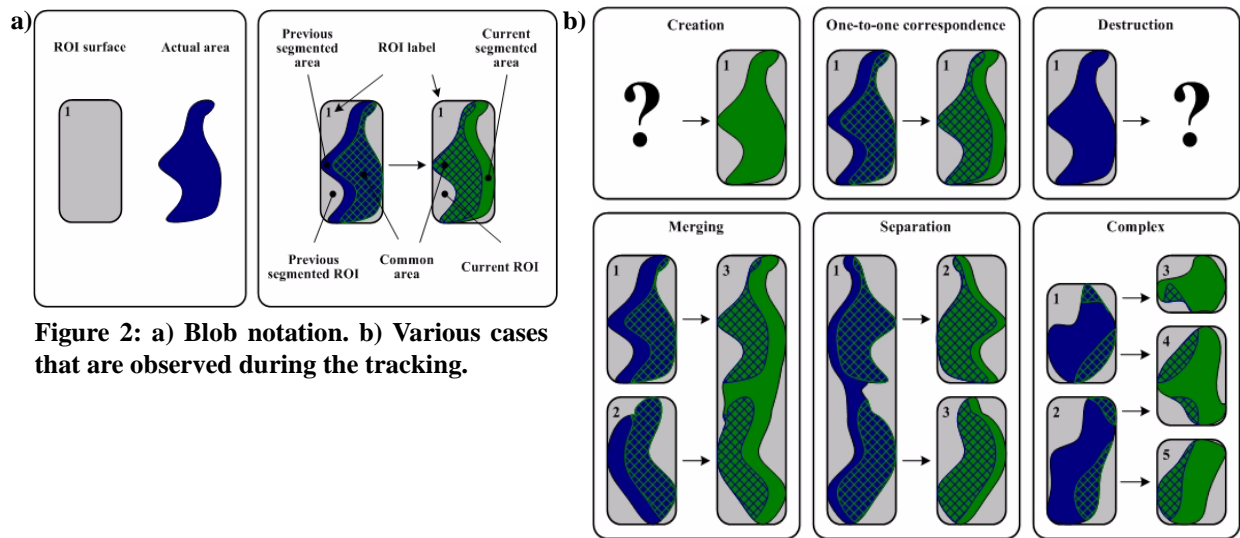 a)
ROI surface
Actual area
1
Previous segmented area
ROI label
Current segmented area
1
1
Previous segmented ROI
Common area
Current ROI
Figure 2: a) Blob notation. b) Various cases
that are observed during the tracking.
b)
Creation
?
1
One-to-one correspondence
1
1
Destruction
1
?
Merging
1
3
2
Separation
1
2
3
Complex
1
3
4
2
5